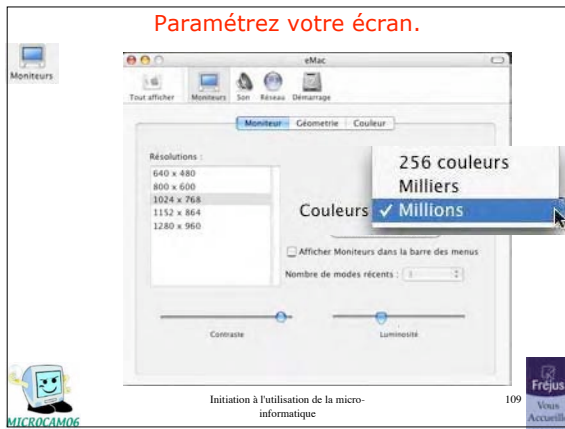 Paramétrez votre écran.
Moniteurs
eMac
Tout afficher Moniteurs Son Réseau Démarrage
Moniteur Géometrie Couleur
Résolutions :
640 x 480
800 x 600
1024 x 768
1152 x 864
1280 x 960
256 couleurs
Milliers
Couleurs ✓ Millions
Afficher Moniteurs dans la barre des menus
Nombre de modes récents :
Contraste
Luminosité
MICROCAM06
Initiation à l'utilisation de la micro-
informatique
109
Fréjus
Vous
Accueille